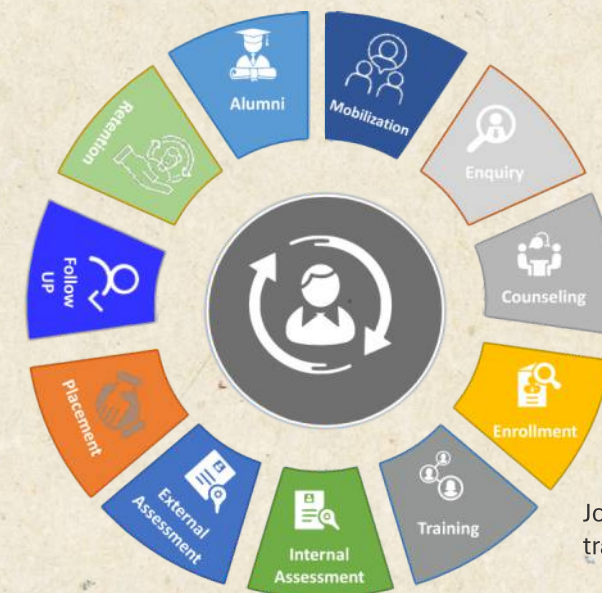 Alumni
Mobilization
Enquiry
Counseling
Enrollment
Training
Internal
Assessment
External
Assessment
Placement
Follow
UP
Retention